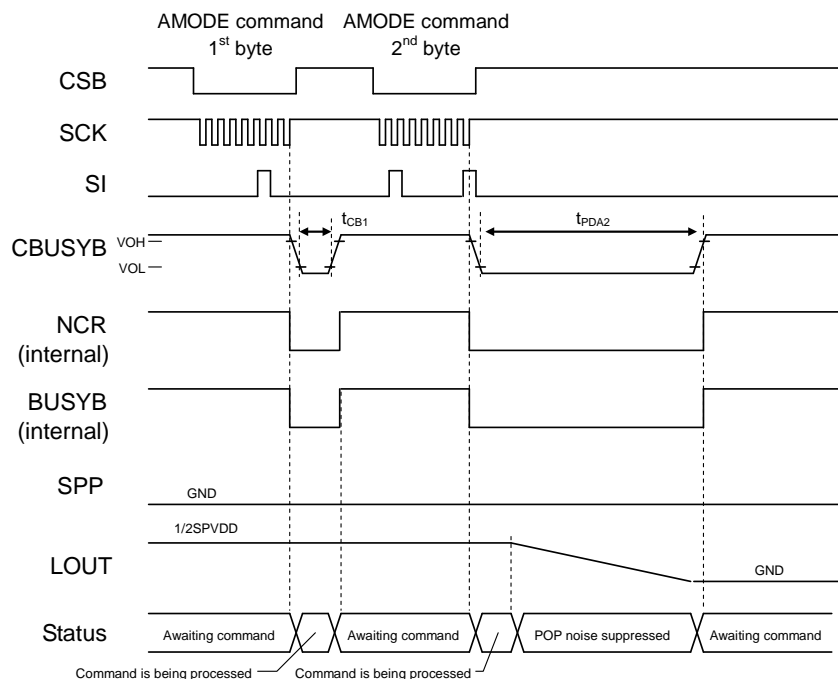 AMODE command
1st byte
AMODE command
2nd byte
CSB
SCK
SI
tCB1
tPDA2
CBUSYB
VOH
VOL
NCR
(internal)
BUSYB
(internal)
SPP
GND
1/2SPVDD
LOUT
GND
Status
Awaiting command
Awaiting command
POP noise suppressed
Awaiting command
Command is being processed
Command is being processed